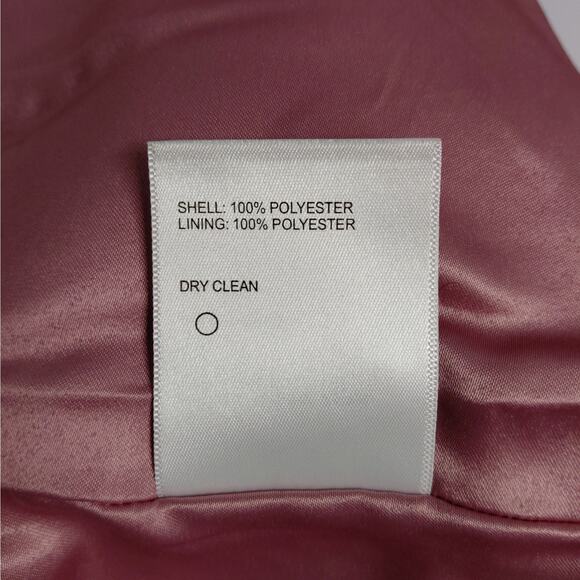 SHELL: 100% POLYESTER
LINING: 100% POLYESTER
DRY CLEAN